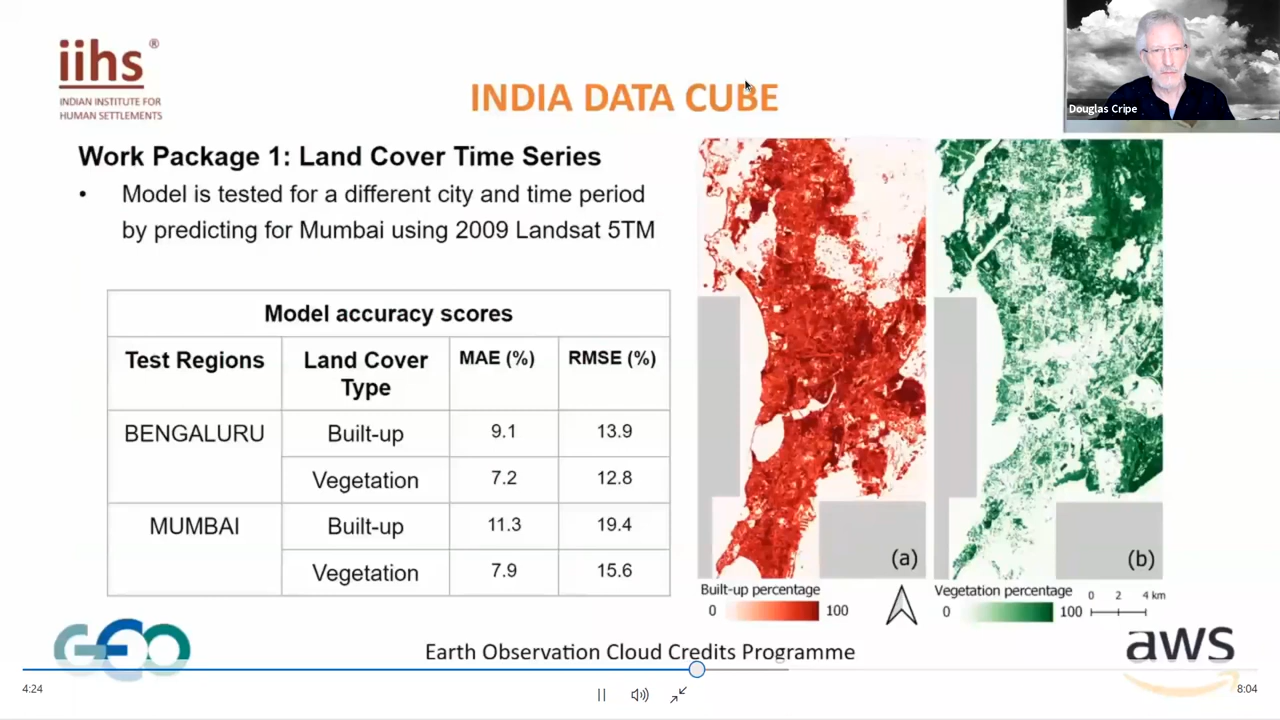 iihs®
INDIAN INSTITUTE FOR
HUMAN SETTLEMENTS
INDIA DATA CUBE
Douglas Cripe
Work Package 1: Land Cover Time Series
• Model is tested for a different city and time period
by predicting for Mumbai using 2009 Landsat 5TM
Model accuracy scores
Test Regions Land Cover Type MAE (%) RMSE (%)
BENGALURU Built-up 9.1 13.9
Vegetation 7.2 12.8
MUMBAI Built-up 11.3 19.4
Vegetation 7.9 15.6
(a) (b)
Built-up percentage
0 100
Vegetation percentage
0 100
0 2 4 km
GEO
Earth Observation Cloud Credits Programme
aws
4:24
8:04